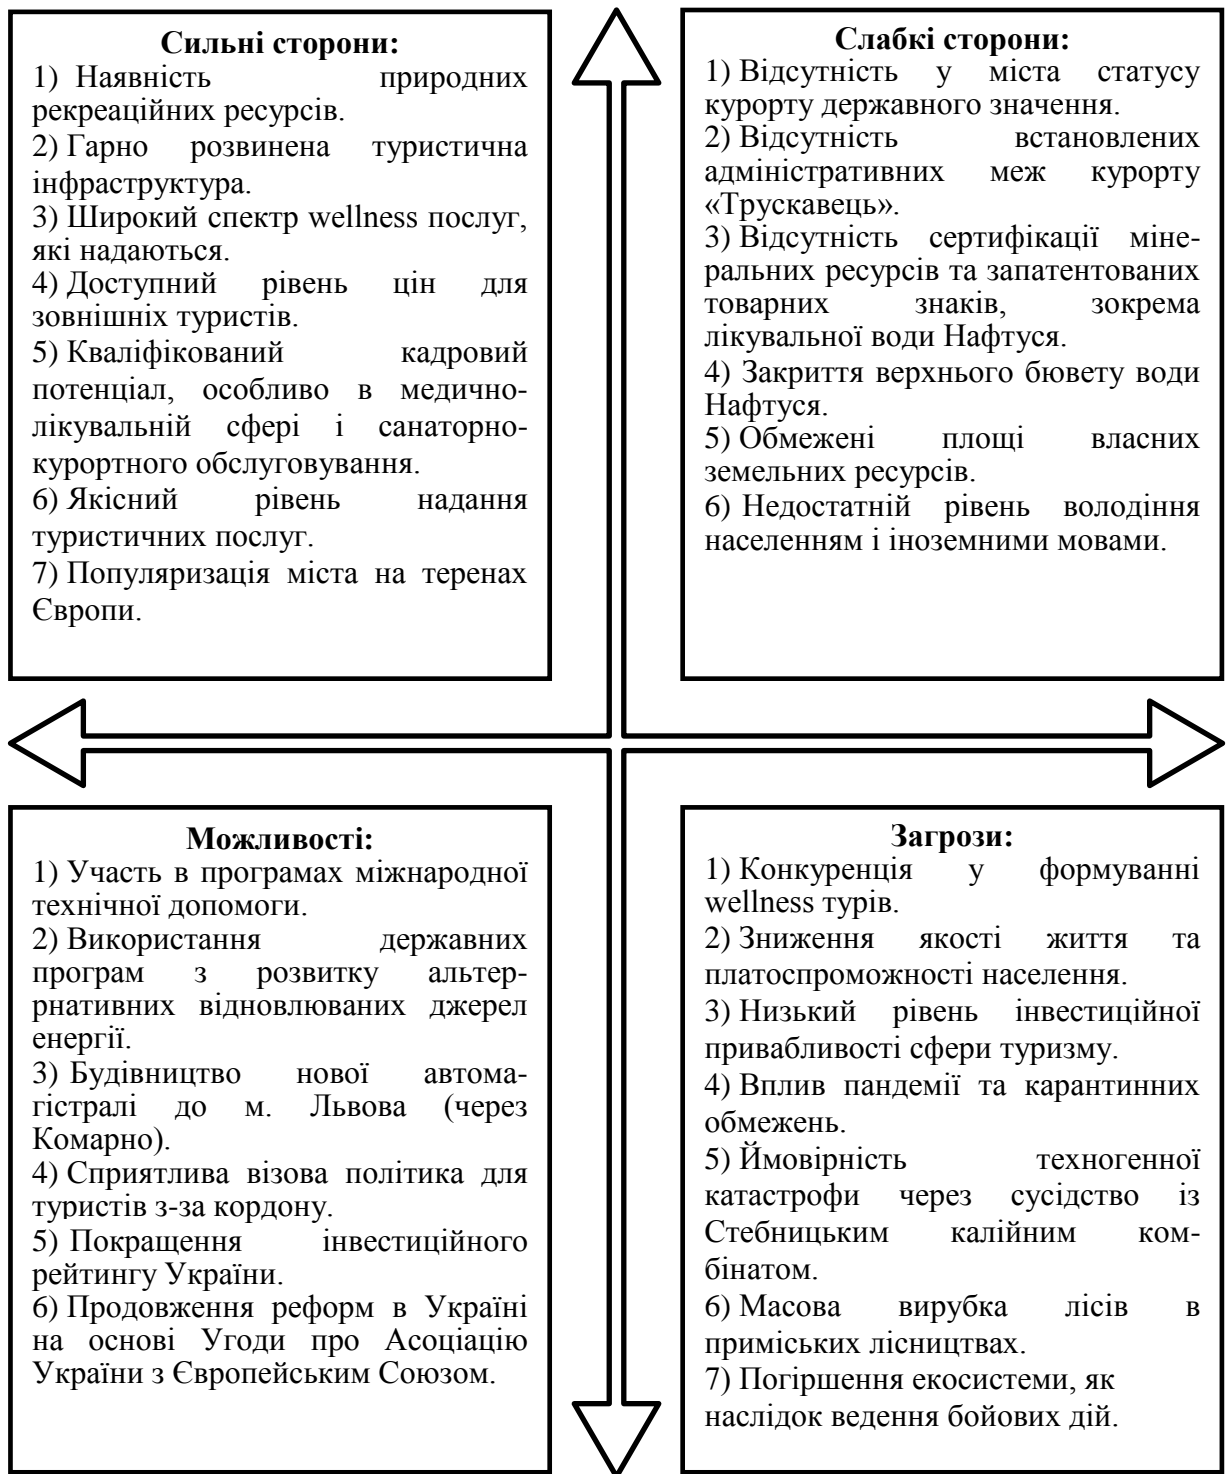 Сильні сторони:
1) Наявність природних
рекреаційних ресурсів.
2) Гарно розвинена туристична
інфраструктура.
3) Широкий спектр wellness послуг,
які надаються.
4) Доступний рівень цін для
зовнішніх туристів.
5) Кваліфікований кадровий
потенціал, особливо в медично-
лікувальній сфері і санаторно-
курортного обслуговування.
6) Якісний рівень надання
туристичних послуг.
7) Популяризація міста на теренах
Європи.
Слабкі сторони:
1) Відсутність у міста статусу
курорту державного значення.
2) Відсутність встановлених
адміністративних меж курорту
«Трускавець».
3) Відсутність сертифікації міне-
ральних ресурсів та запатентованих
товарних знаків, зокрема
лікувальної води Нафтуся.
4) Закриття верхнього бювету води
Нафтуся.
5) Обмежені площі власних
земельних ресурсів.
6) Недостатній рівень володіння
населенням і іноземними мовами.
Можливості:
1) Участь в програмах міжнародної
технічної допомоги.
2) Використання державних
програм з розвитку альтер-
рнативних відновлюваних джерел
енергії.
3) Будівництво нової автома-
гістралі до м. Львова (через
Комарно).
4) Сприятлива візова політика для
туристів з-за кордону.
5) Покращення інвестиційного
рейтингу України.
6) Продовження реформ в Україні
на основі Угоди про Асоціацію
України з Європейським Союзом.
Загрози:
1) Конкуренція у формуванні
wellness турів.
2) Зниження якості життя та
платоспроможності населення.
3) Низький рівень інвестиційної
привабливості сфери туризму.
4) Вплив пандемії та карантинних
обмежень.
5) Ймовірність техногенної
катастрофи через сусідство із
Стебницьким калійним ком-
бінатом.
6) Масова вирубка лісів в
приміських лісництвах.
7) Погіршення екосистеми, як
наслідок ведення бойових дій.